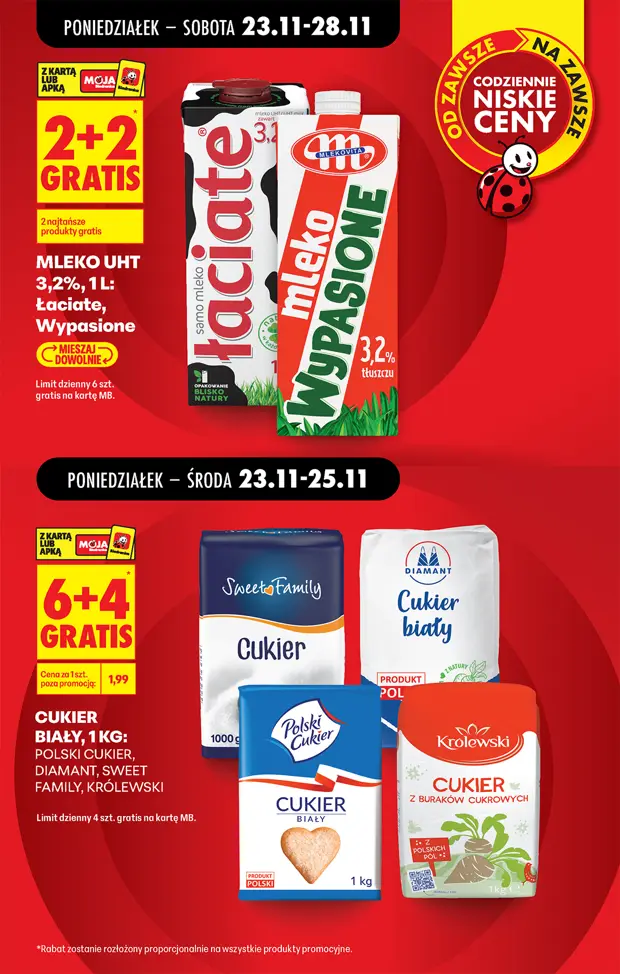 PONIEDZIAŁEK – SOBOTA 23.11-28.11
OD ZAWSZE
NA ZAWSZE
CODZIENNIE
NISKIE
CENY
Z KARTĄ
LUB
APKĄ
MOJA
Biedronka
2+2*
GRATIS
2 najtańsze
produkty gratis
MLEKO UHT
3,2%, 1 L:
Łaciate,
Wypasione
MIESZAJ
DOWOLNIE
Limit dzienny 6 szt.
gratis na kartę MB.
3,2
samo mleko
łaciate
OPAKOWANIE
BLISKO
NATURY
MLEKOVITA
mleko
WYPASIONE
3,2%
tłuszczu
PONIEDZIAŁEK – ŚRODA 23.11-25.11
Z KARTĄ
LUB
APKĄ
MOJA
Biedronka
6+4*
GRATIS
Cena za 1 szt.
poza promocją:
1,99
CUKIER
BIAŁY, 1 KG:
POLSKI CUKIER,
DIAMANT, SWEET
FAMILY, KRÓLEWSKI
Limit dzienny 4 szt. gratis na kartę MB.
Sweet Family
Cukier
1000 g
DIAMANT
Cukier
biały
Z NATURY
PRODUKT
POL
Polski
Cukier
CUKIER
BIAŁY
PRODUKT
POLSKI
1 kg
Królewski
CUKIER
Z BURAKÓW CUKROWYCH
Z
POLSKICH
PÓL
1 kg
*Rabat zostanie rozłożony proporcjonalnie na wszystkie produkty promocyjne.